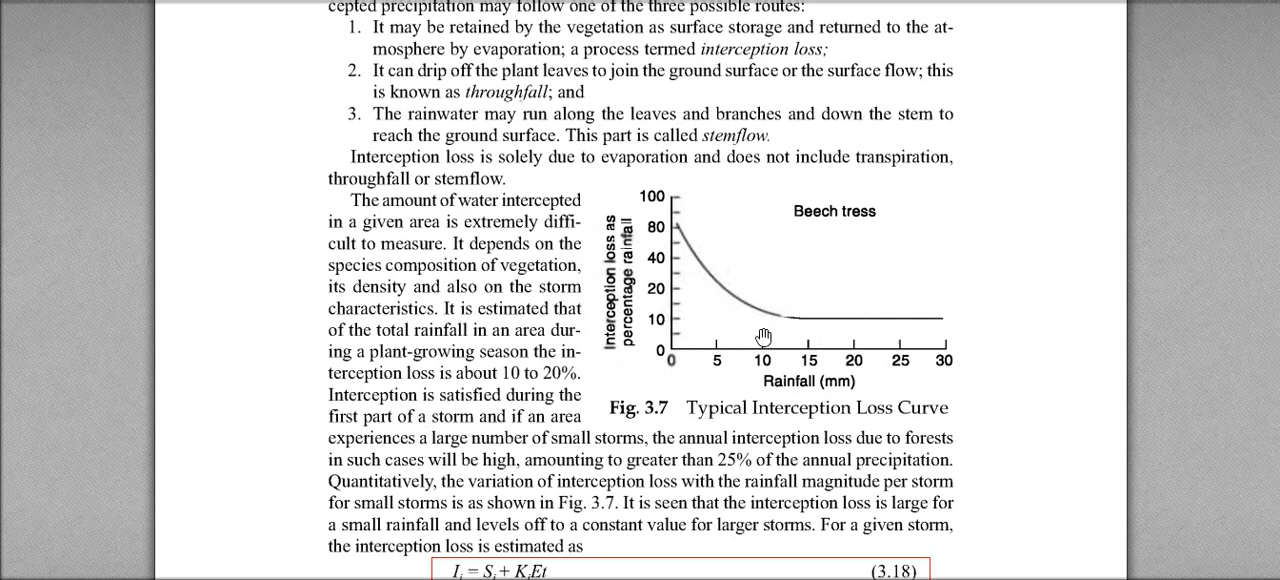 cepted precipitation may follow one of the three possible routes:
1. It may be retained by the vegetation as surface storage and returned to the at-
mosphere by evaporation; a process termed interception loss;
2. It can drip off the plant leaves to join the ground surface or the surface flow; this
is known as throughfall; and
3. The rainwater may run along the leaves and branches and down the stem to
reach the ground surface. This part is called stemflow.
Interception loss is solely due to evaporation and does not include transpiration,
throughfall or stemflow.
The amount of water intercepted
in a given area is extremely diffi-
cult to measure. It depends on the
species composition of vegetation,
its density and also on the storm
characteristics. It is estimated that
of the total rainfall in an area dur-
ing a plant-growing season the in-
terception loss is about 10 to 20%.
Interception is satisfied during the
first part of a storm and if an area
Interception loss as
percentage rainfall
100
80
40
20
10
0
Beech tress
0 5 10 15 20 25 30
Rainfall (mm)
Fig. 3.7 Typical Interception Loss Curve
experiences a large number of small storms, the annual interception loss due to forests
in such cases will be high, amounting to greater than 25% of the annual precipitation.
Quantitatively, the variation of interception loss with the rainfall magnitude per storm
for small storms is as shown in Fig. 3.7. It is seen that the interception loss is large for
a small rainfall and levels off to a constant value for larger storms. For a given storm,
the interception loss is estimated as
Iᵢ = Sᵢ + KᵢEt (3.18)